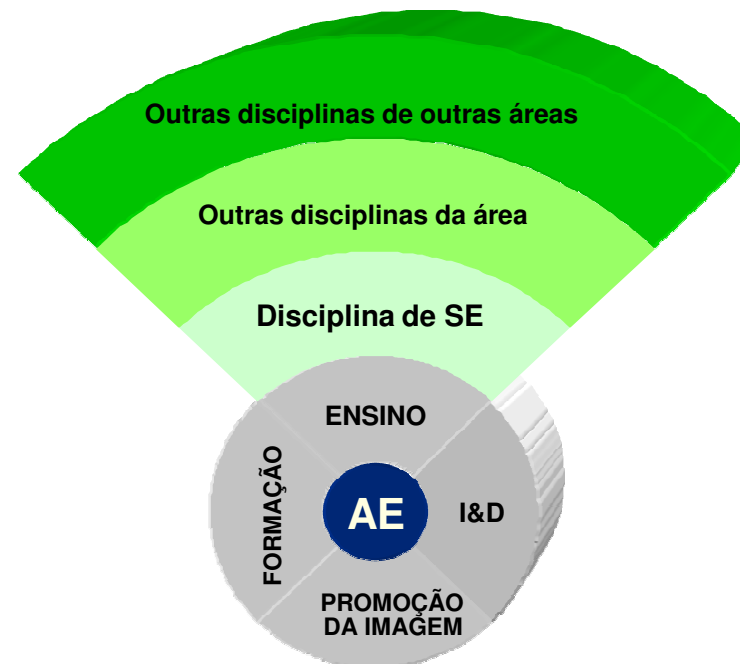 Outras disciplinas de outras áreas
Outras disciplinas da área
Disciplina de SE
ENSINO
FORMAÇÃO
AE
I&D
PROMOÇÃO
DA IMAGEM